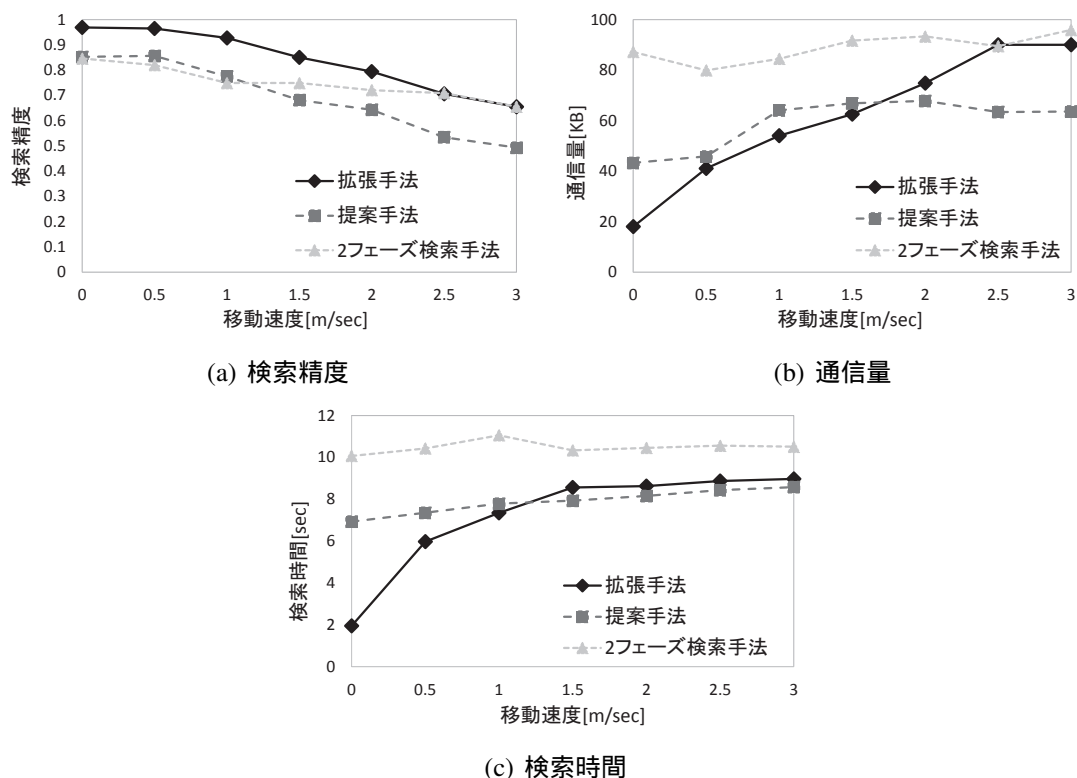 1
0.9
0.8
0.7
0.6
0.5
0.4
0.3
0.2
0.1
0
検索精度
拡張手法
提案手法
2フェーズ検索手法
0 0.5 1 1.5 2 2.5 3
移動速度[m/sec]
(a) 検索精度
100
80
60
40
20
0
通信量[KB]
拡張手法
提案手法
2フェーズ検索手法
0 0.5 1 1.5 2 2.5 3
移動速度[m/sec]
(b) 通信量
12
10
8
6
4
2
0
検索時間[sec]
拡張手法
提案手法
2フェーズ検索手法
0 0.5 1 1.5 2 2.5 3
移動速度[m/sec]
(c) 検索時間